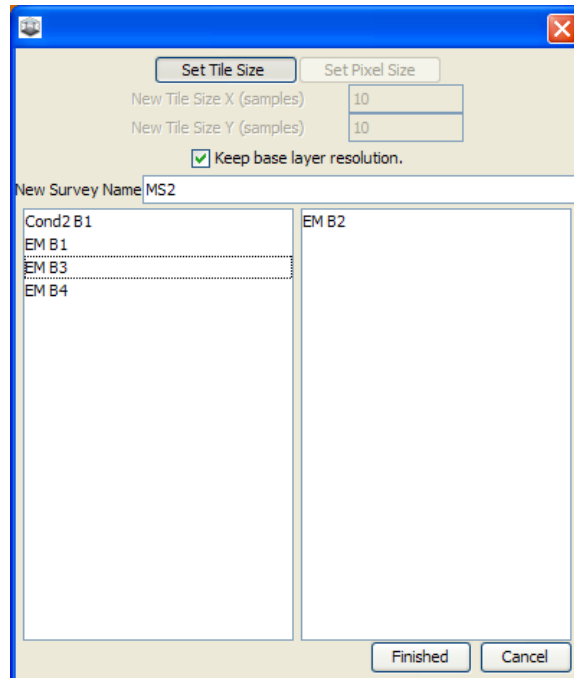 Set Tile Size Set Pixel Size
New Tile Size X (samples) 10
New Tile Size Y (samples) 10
Keep base layer resolution.
New Survey Name MS2
Cond2 B1
EM B1
EM B3
EM B4
EM B2
Finished Cancel